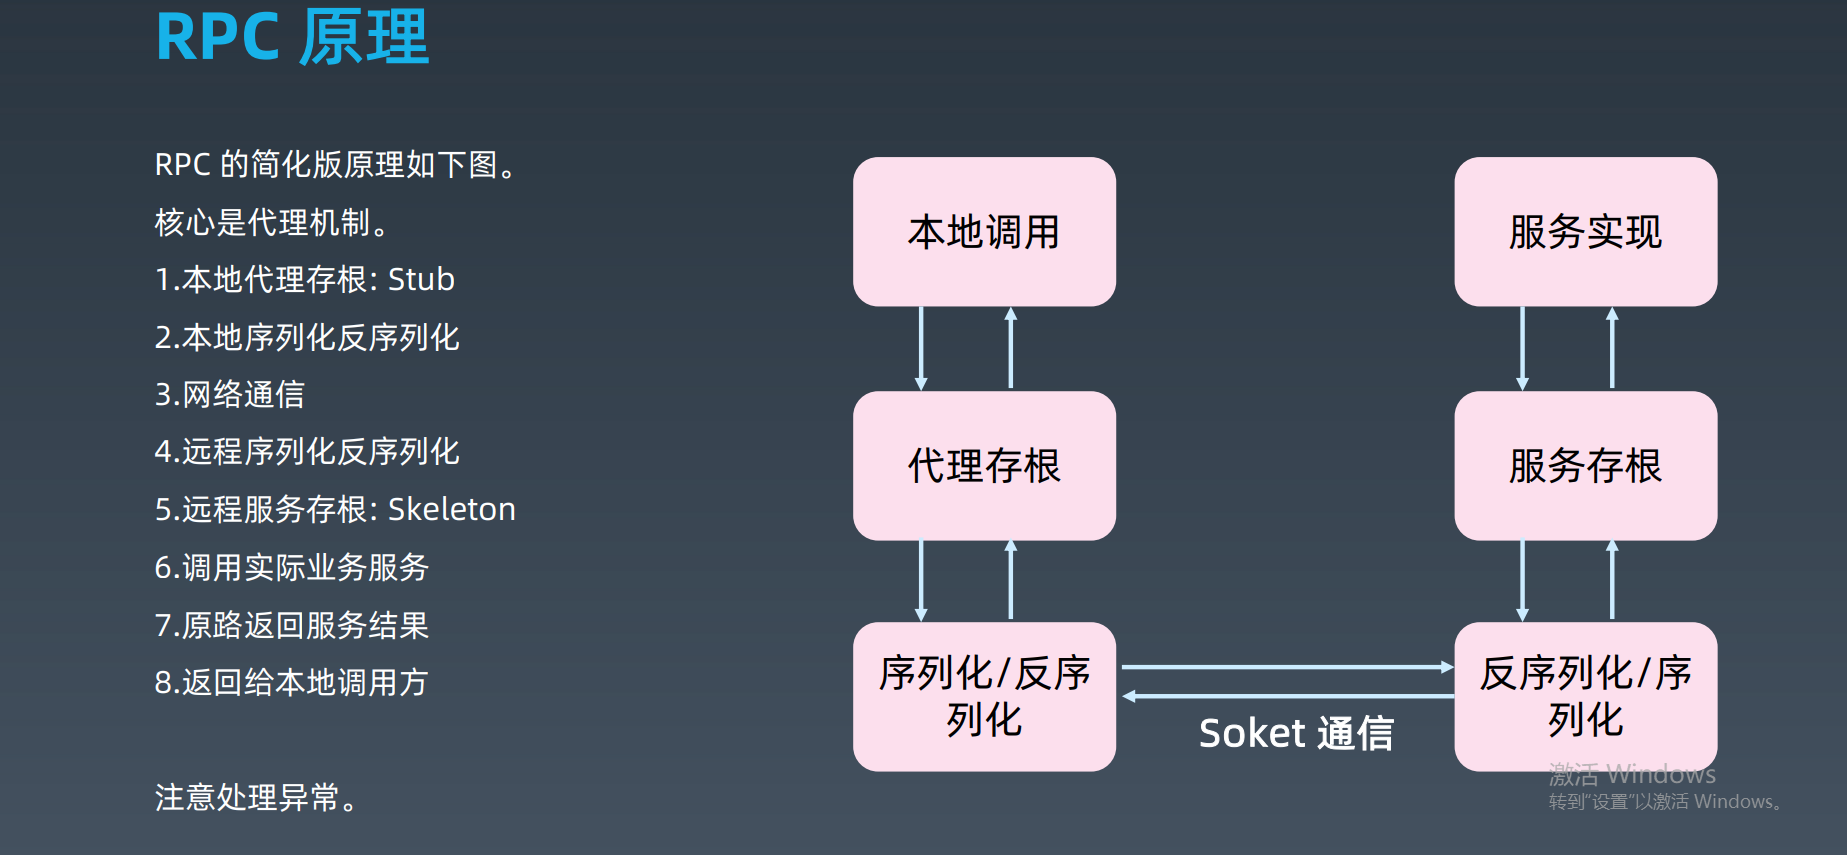 RPC 原理
RPC 的简化版原理如下图。
核心是代理机制。
1.本地代理存根: Stub
2.本地序列化反序列化
3.网络通信
4.远程序列化反序列化
5.远程服务存根: Skeleton
6.调用实际业务服务
7.原路返回服务结果
8.返回给本地调用方
注意处理异常。
本地调用
服务实现
代理存根
服务存根
序列化/反序
列化
反序列化/序
列化
Soket 通信
激活 Windows
转到“设置”以激活 Windows。